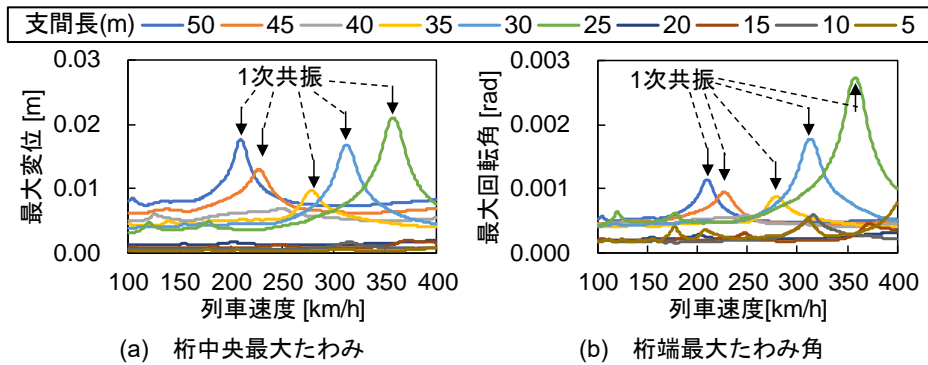 支間長(m) 50 45 40 35 30 25 20 15 10 5
最大変位 [m]
0.03
0.02
0.01
0.00
1次共振
100 150 200 250 300 350 400
列車速度 [km/h]
(a) 桁中央最大たわみ
最大回転角 [rad]
0.003
0.002
0.001
0.000
1次共振
100 150 200 250 300 350 400
列車速度[km/h]
(b) 桁端最大たわみ角